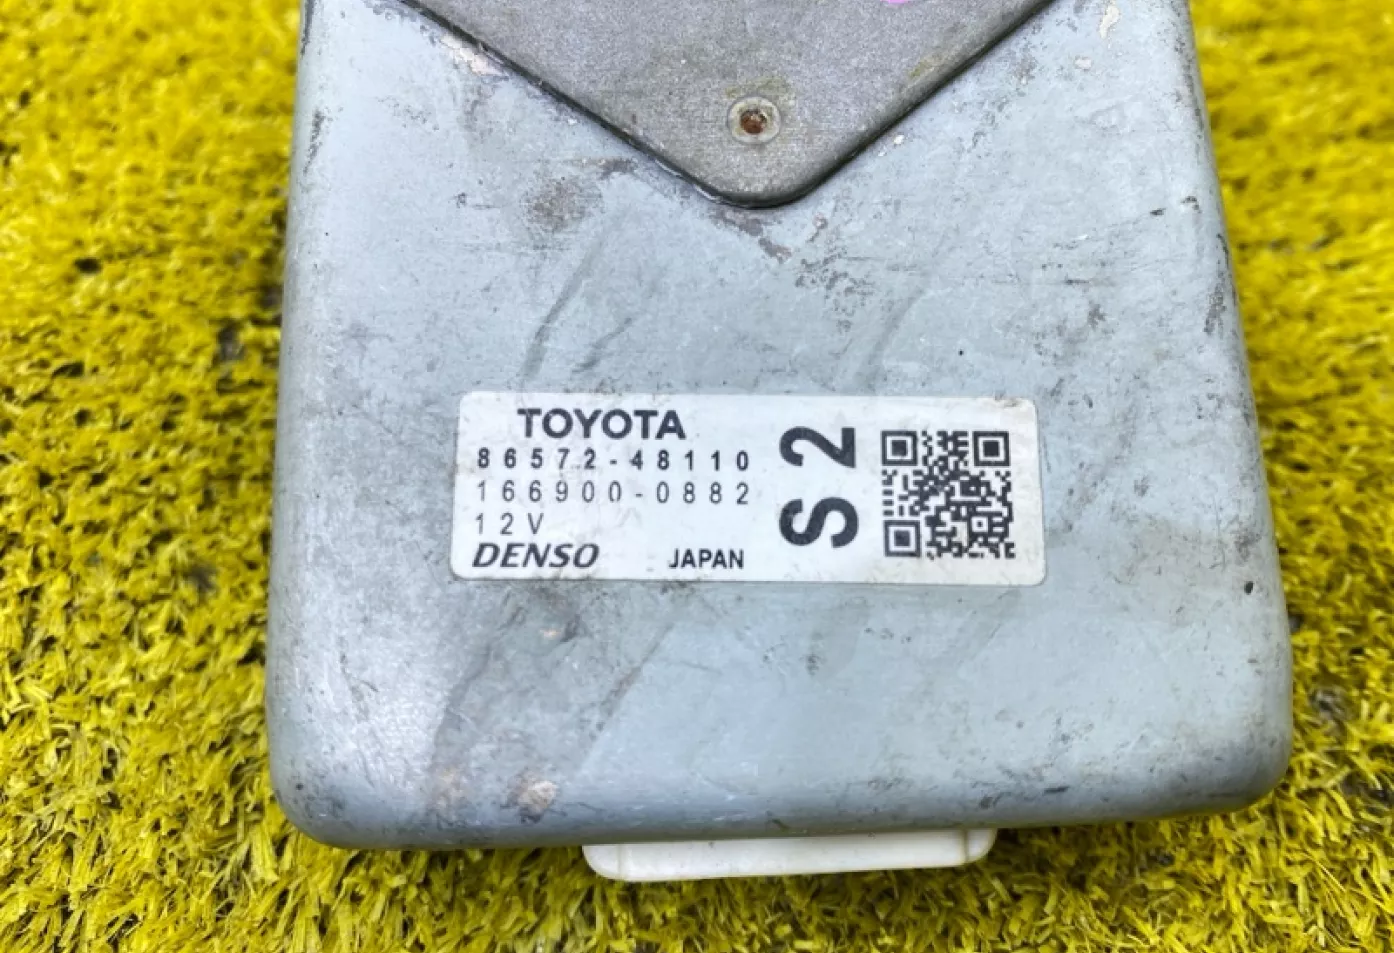 TOYOTA
86572-48110
166900-0882
12V
DENSO JAPAN
S2